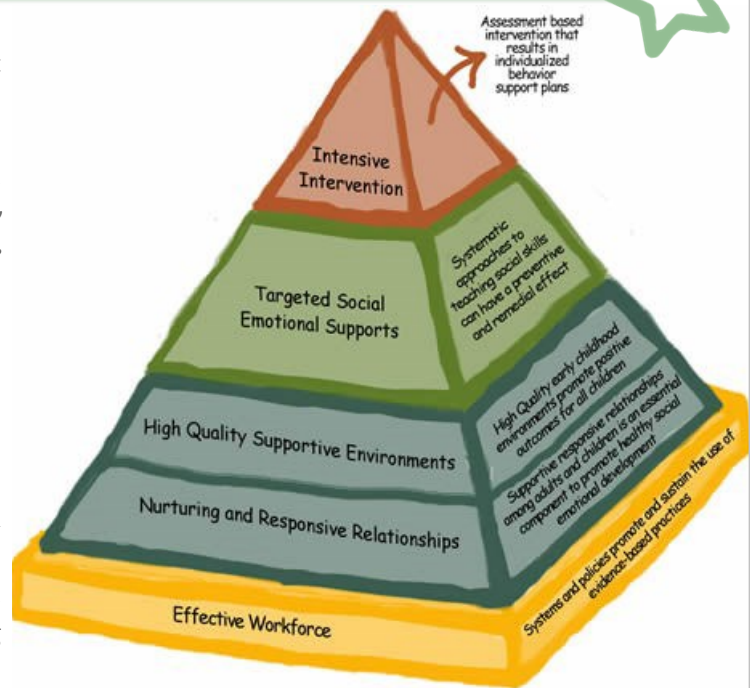 Assessment based
intervention that
results in
individualized
behavior
support plans
Intensive
Intervention
Systematic
approaches to
teaching social skills
can have a preventive
and remedial effect
Targeted Social
Emotional Supports
High Quality early childhood
environments promote positive
outcomes for all children
High Quality Supportive Environments
Supportive responsive relationships
among adults and children is an essential
component to promote healthy social
emotional development
Nurturing and Responsive Relationships
Systems and policies promote and sustain the use of
evidence-based practices
Effective Workforce